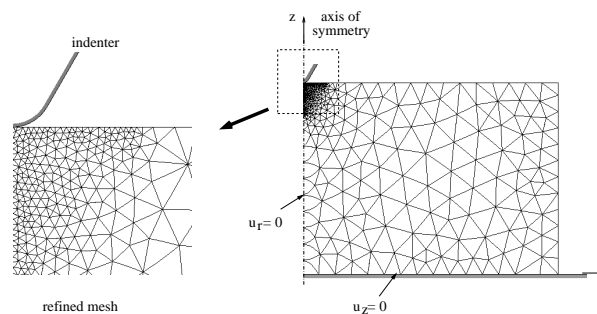 indenter
z
axis of
symmetry
u_r= 0
u_z= 0
refined mesh